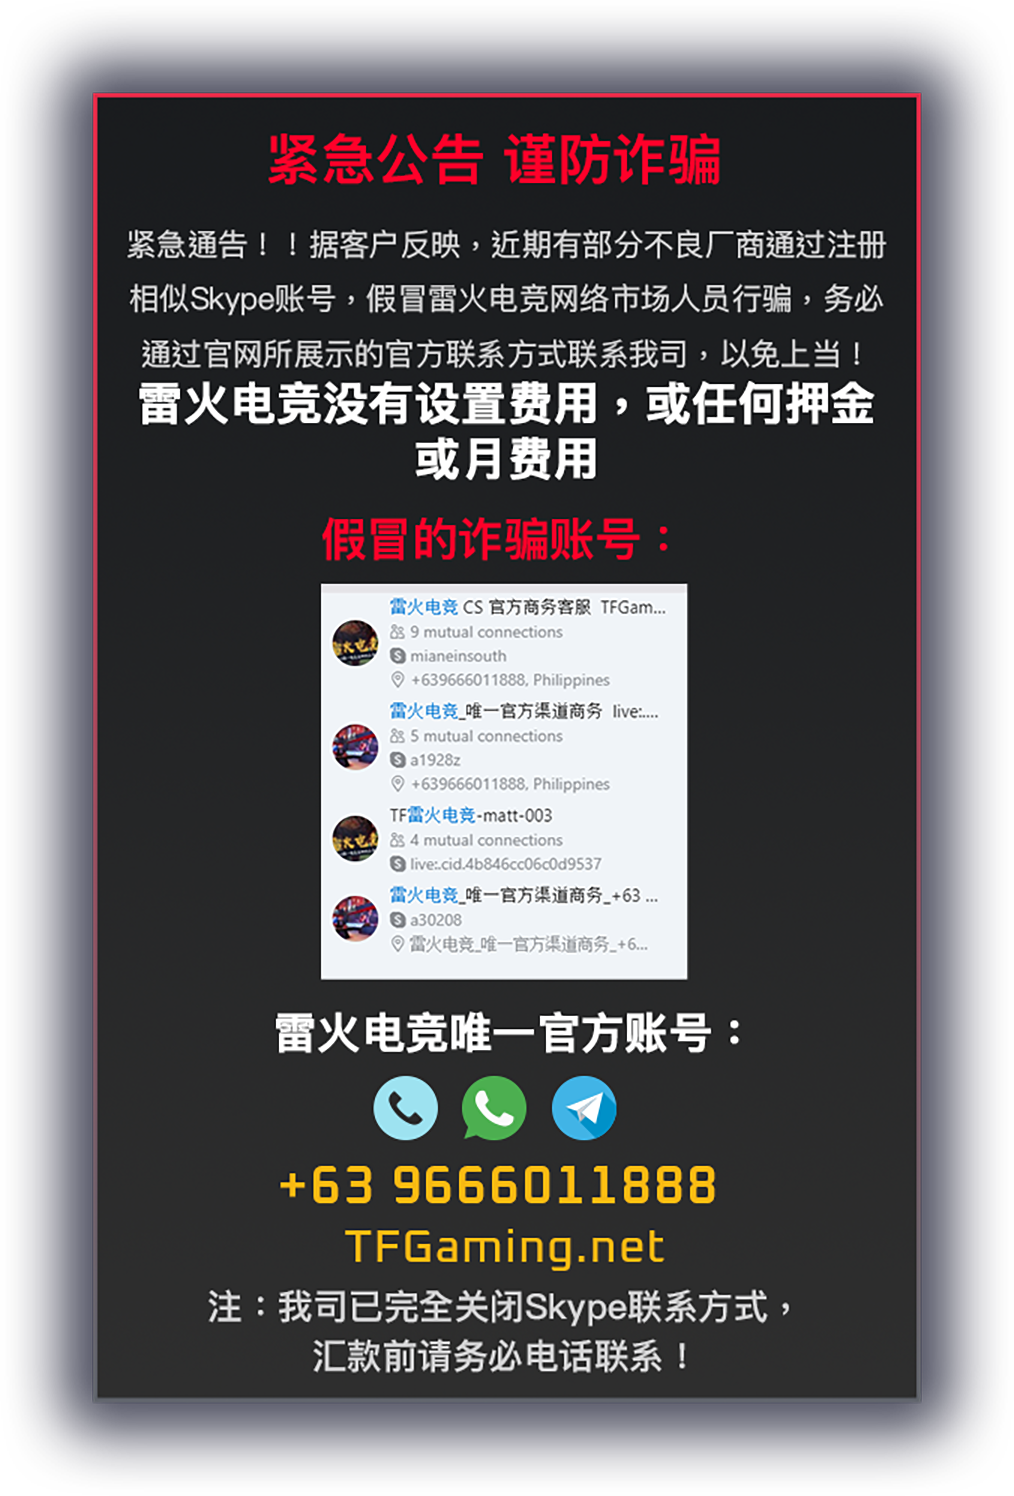 紧急公告 谨防诈骗
紧急通告！！据客户反映，近期有部分不良厂商通过注册
相似Skype账号，假冒雷火电竞网络市场人员行骗，务必
通过官网所展示的官方联系方式联系我司，以免上当！
雷火电竞没有设置费用，或任何押金
或月费用
假冒的诈骗账号：
雷火电竞 CS 官方商务客服 TFGam...
9 mutual connections
mianeinsouth
+639666011888, Philippines
雷火电竞_唯一官方渠道商务 live:....
5 mutual connections
a1928z
+639666011888, Philippines
TF雷火电竞-matt-003
4 mutual connections
live:.cid.4b846cc06c0d9537
雷火电竞_唯一官方渠道商务_+63 ...
a30208
雷火电竞_唯一官方渠道商务_+6...
雷火电竞唯一官方账号：
+63 9666011888
TFGaming.net
注：我司已完全关闭Skype联系方式，
汇款前请务必电话联系！